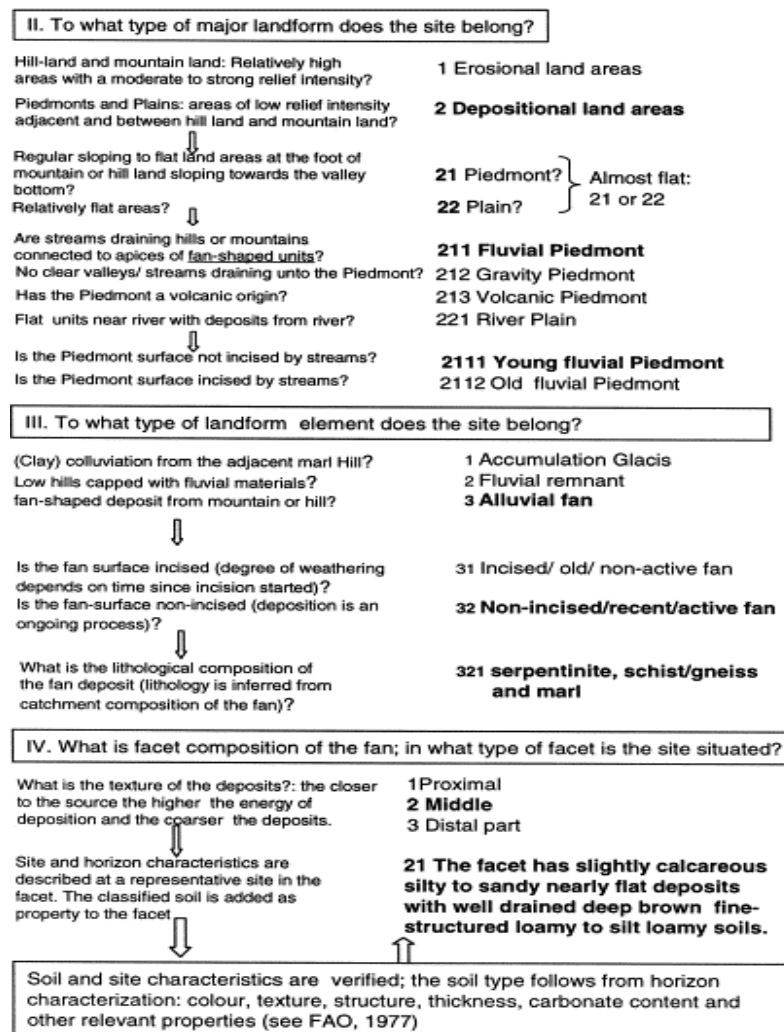 II. To what type of major landform does the site belong?
Hill-land and mountain land: Relatively high
areas with a moderate to strong relief intensity?
1 Erosional land areas
Piedmonts and Plains: areas of low relief intensity
adjacent and between hill land and mountain land?
2 Depositional land areas
Regular sloping to flat land areas at the foot of
mountain or hill land sloping towards the valley
bottom?
21 Piedmont?
Relatively flat areas?
22 Plain?
Almost flat:
21 or 22
Are streams draining hills or mountains
connected to apices of fan-shaped units?
211 Fluvial Piedmont
No clear valleys/ streams draining unto the Piedmont?
212 Gravity Piedmont
Has the Piedmont a volcanic origin?
213 Volcanic Piedmont
Flat units near river with deposits from river?
221 River Plain
Is the Piedmont surface not incised by streams?
2111 Young fluvial Piedmont
Is the Piedmont surface incised by streams?
2112 Old fluvial Piedmont
III. To what type of landform element does the site belong?
(Clay) colluviation from the adjacent marl Hill?
1 Accumulation Glacis
Low hills capped with fluvial materials?
2 Fluvial remnant
fan-shaped deposit from mountain or hill?
3 Alluvial fan
Is the fan surface incised (degree of weathering
depends on time since incision started)?
31 Incised/ old/ non-active fan
Is the fan-surface non-incised (deposition is an
ongoing process)?
32 Non-incised/recent/active fan
What is the lithological composition of
the fan deposit (lithology is inferred from
catchment composition of the fan)?
321 serpentinite, schist/gneiss
and marl
IV. What is facet composition of the fan; in what type of facet is the site situated?
What is the texture of the deposits?: the closer
to the source the higher the energy of
deposition and the coarser the deposits.
1Proximal
2 Middle
3 Distal part
Site and horizon characteristics are
described at a representative site in the
facet. The classified soil is added as
property to the facet
21 The facet has slightly calcareous
silty to sandy nearly flat deposits
with well drained deep brown fine-
structured loamy to silt loamy soils.
Soil and site characteristics are verified; the soil type follows from horizon
characterization: colour, texture, structure, thickness, carbonate content and
other relevant properties (see FAO, 1977)